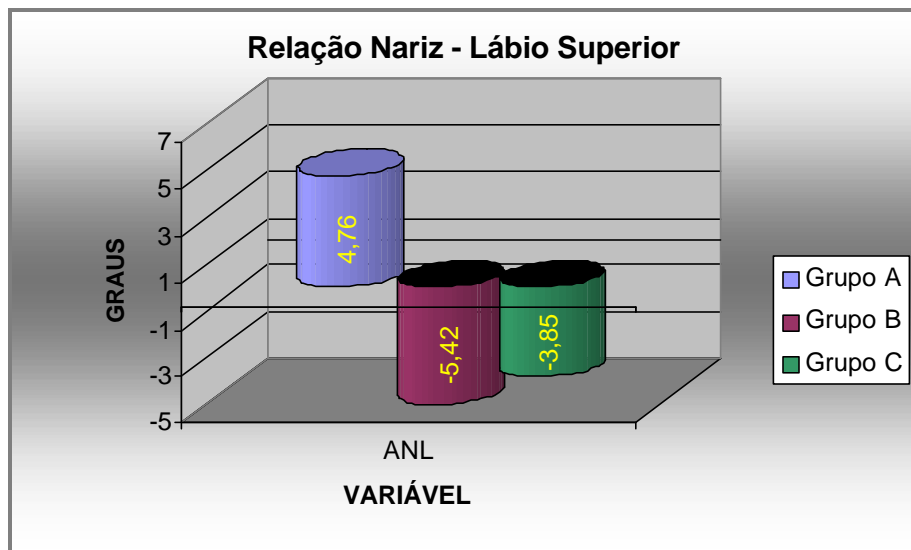 Relação Nariz - Lábio Superior
7
5
3
1
-1
-3
-5
GRAUS
4,76
-5,42
-3,85
ANL
VARIÁVEL
Grupo A
Grupo B
Grupo C